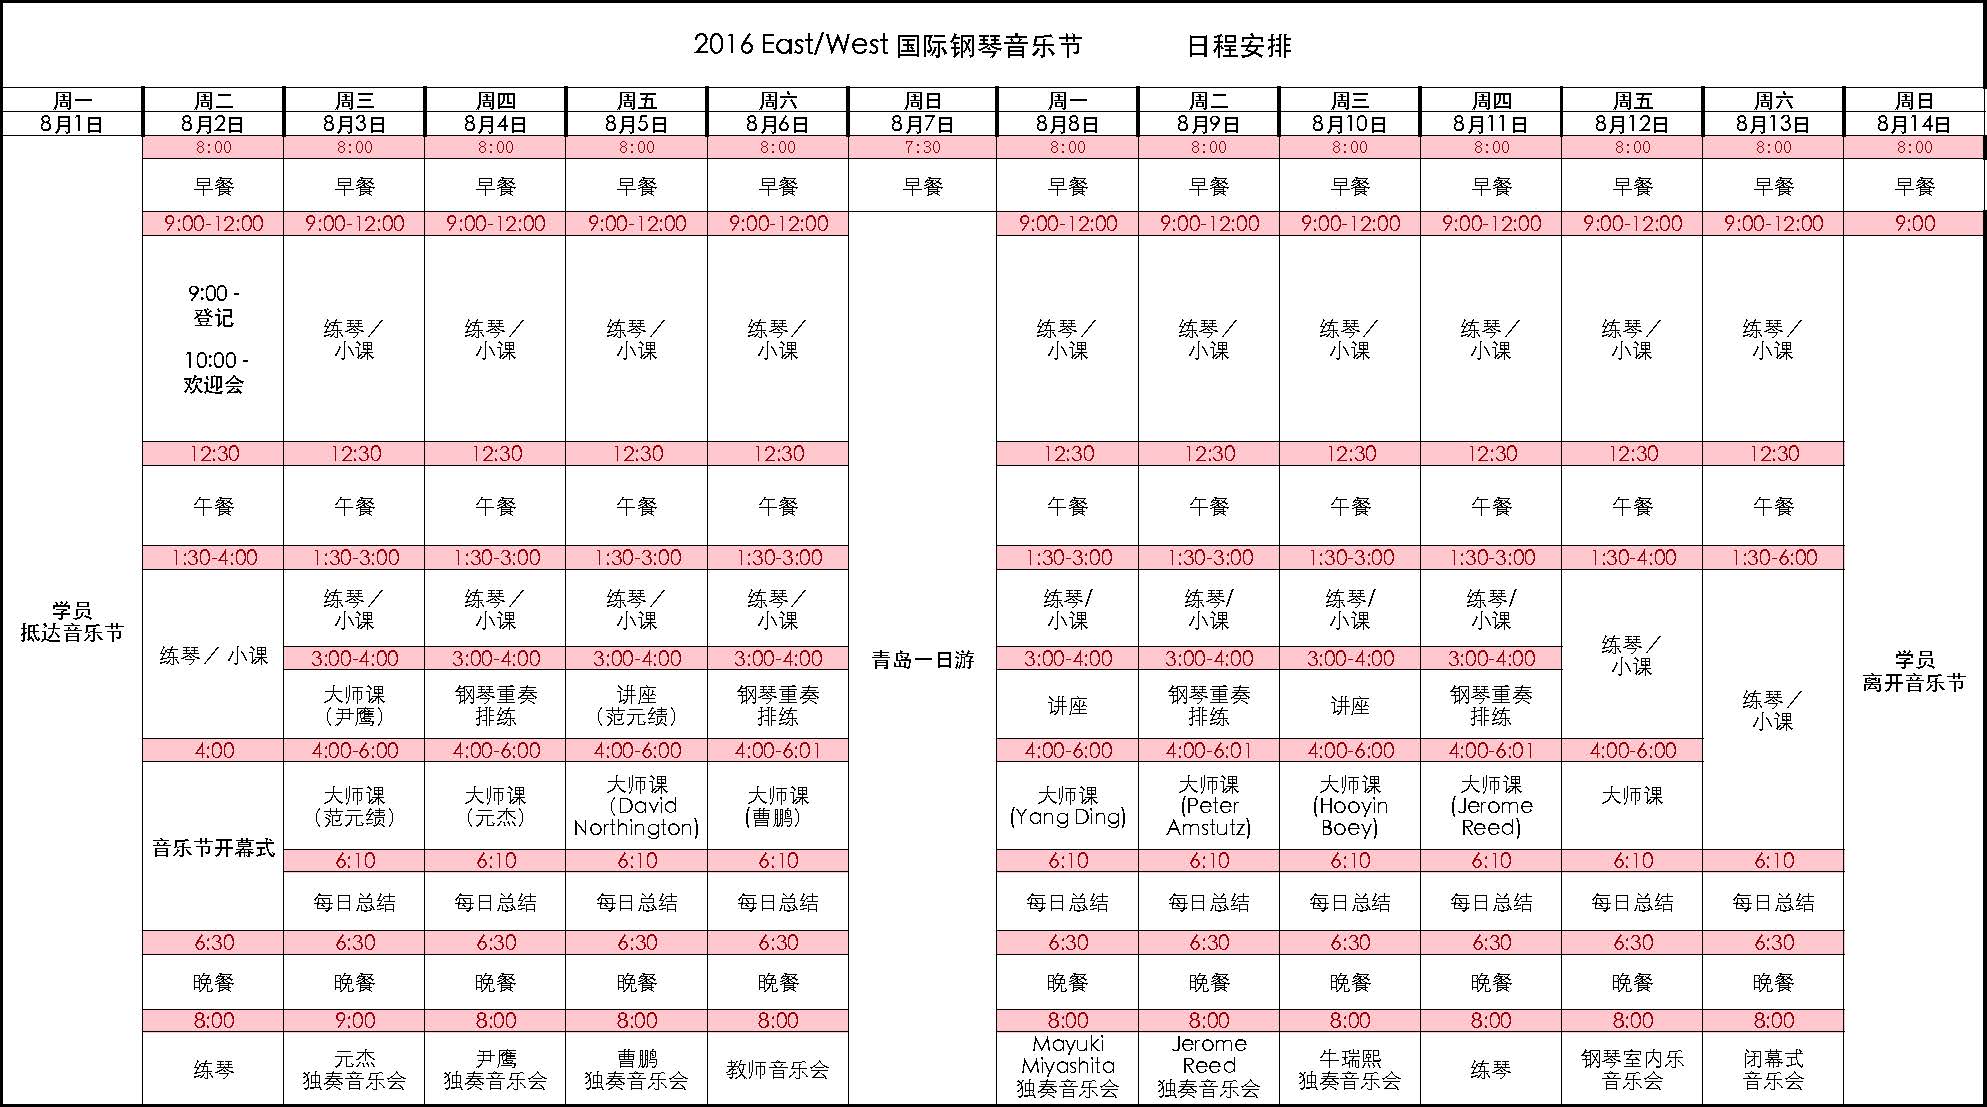 2016 East/West 国际钢琴音乐节 日程安排
周一 周二 周三 周四 周五 周六 周日 周一 周二 周三 周四 周五 周六 周日
8月1日 8月2日 8月3日 8月4日 8月5日 8月6日 8月7日 8月8日 8月9日 8月10日 8月11日 8月12日 8月13日 8月14日
8:00 8:00 8:00 8:00 8:00 7:30 8:00 8:00 8:00 8:00 8:00 8:00 8:00
早餐 早餐 早餐 早餐 早餐 早餐 早餐 早餐 早餐 早餐 早餐 早餐 早餐
9:00-12:00 9:00-12:00 9:00-12:00 9:00-12:00 9:00-12:00 9:00-12:00 9:00-12:00 9:00-12:00 9:00-12:00 9:00-12:00 9:00-12:00 9:00
9:00 -
登记
10:00 -
欢迎会
练琴／ 练琴／ 练琴／ 练琴／ 练琴／ 练琴／ 练琴／ 练琴／ 练琴／ 练琴／
小课 小课 小课 小课 小课 小课 小课 小课 小课 小课
12:30 12:30 12:30 12:30 12:30 12:30 12:30 12:30 12:30 12:30 12:30
午餐 午餐 午餐 午餐 午餐 午餐 午餐 午餐 午餐 午餐 午餐
1:30-4:00 1:30-3:00 1:30-3:00 1:30-3:00 1:30-3:00 1:30-3:00 1:30-3:00 1:30-3:00 1:30-3:00 1:30-4:00 1:30-6:00
练琴／ 练琴／ 练琴／ 练琴／ 练琴/ 练琴/ 练琴/ 练琴/
小课 小课 小课 小课 小课 小课 小课 小课
学员
抵达音乐节
练琴／ 小课
3:00-4:00 3:00-4:00 3:00-4:00 3:00-4:00 3:00-4:00 3:00-4:00 3:00-4:00 3:00-4:00
青岛一日游
练琴／
小课
学员
离开音乐节
大师课 钢琴重奏 讲座 钢琴重奏 讲座 钢琴重奏 讲座 钢琴重奏
（尹鹰） 排练 （范元绩） 排练 排练 排练
练琴／
小课
4:00 4:00-6:00 4:00-6:00 4:00-6:00 4:00-6:01 4:00-6:00 4:00-6:01 4:00-6:00 4:00-6:01 4:00-6:00
大师课 大师课 大师课 大师课 大师课 大师课 大师课 大师课 大师课
（范元绩） （元杰） （David （曹鹏） (Yang Ding) (Peter (Hooyin (Jerome
Northington) Amstutz) Boey) Reed)
音乐节开幕式
6:10 6:10 6:10 6:10 6:10 6:10 6:10 6:10 6:10 6:10
每日总结 每日总结 每日总结 每日总结 每日总结 每日总结 每日总结 每日总结 每日总结 每日总结
6:30 6:30 6:30 6:30 6:30 6:30 6:30 6:30 6:30 6:30 6:30
晚餐 晚餐 晚餐 晚餐 晚餐 晚餐 晚餐 晚餐 晚餐 晚餐 晚餐
8:00 9:00 8:00 8:00 8:00 8:00 8:00 8:00 8:00 8:00 8:00
练琴
元杰
独奏音乐会
尹鹰
独奏音乐会
曹鹏
独奏音乐会
教师音乐会
Mayuki
Miyashita
独奏音乐会
Jerome
Reed
独奏音乐会
牛瑞熙
独奏音乐会
练琴
钢琴室内乐
音乐会
闭幕式
音乐会